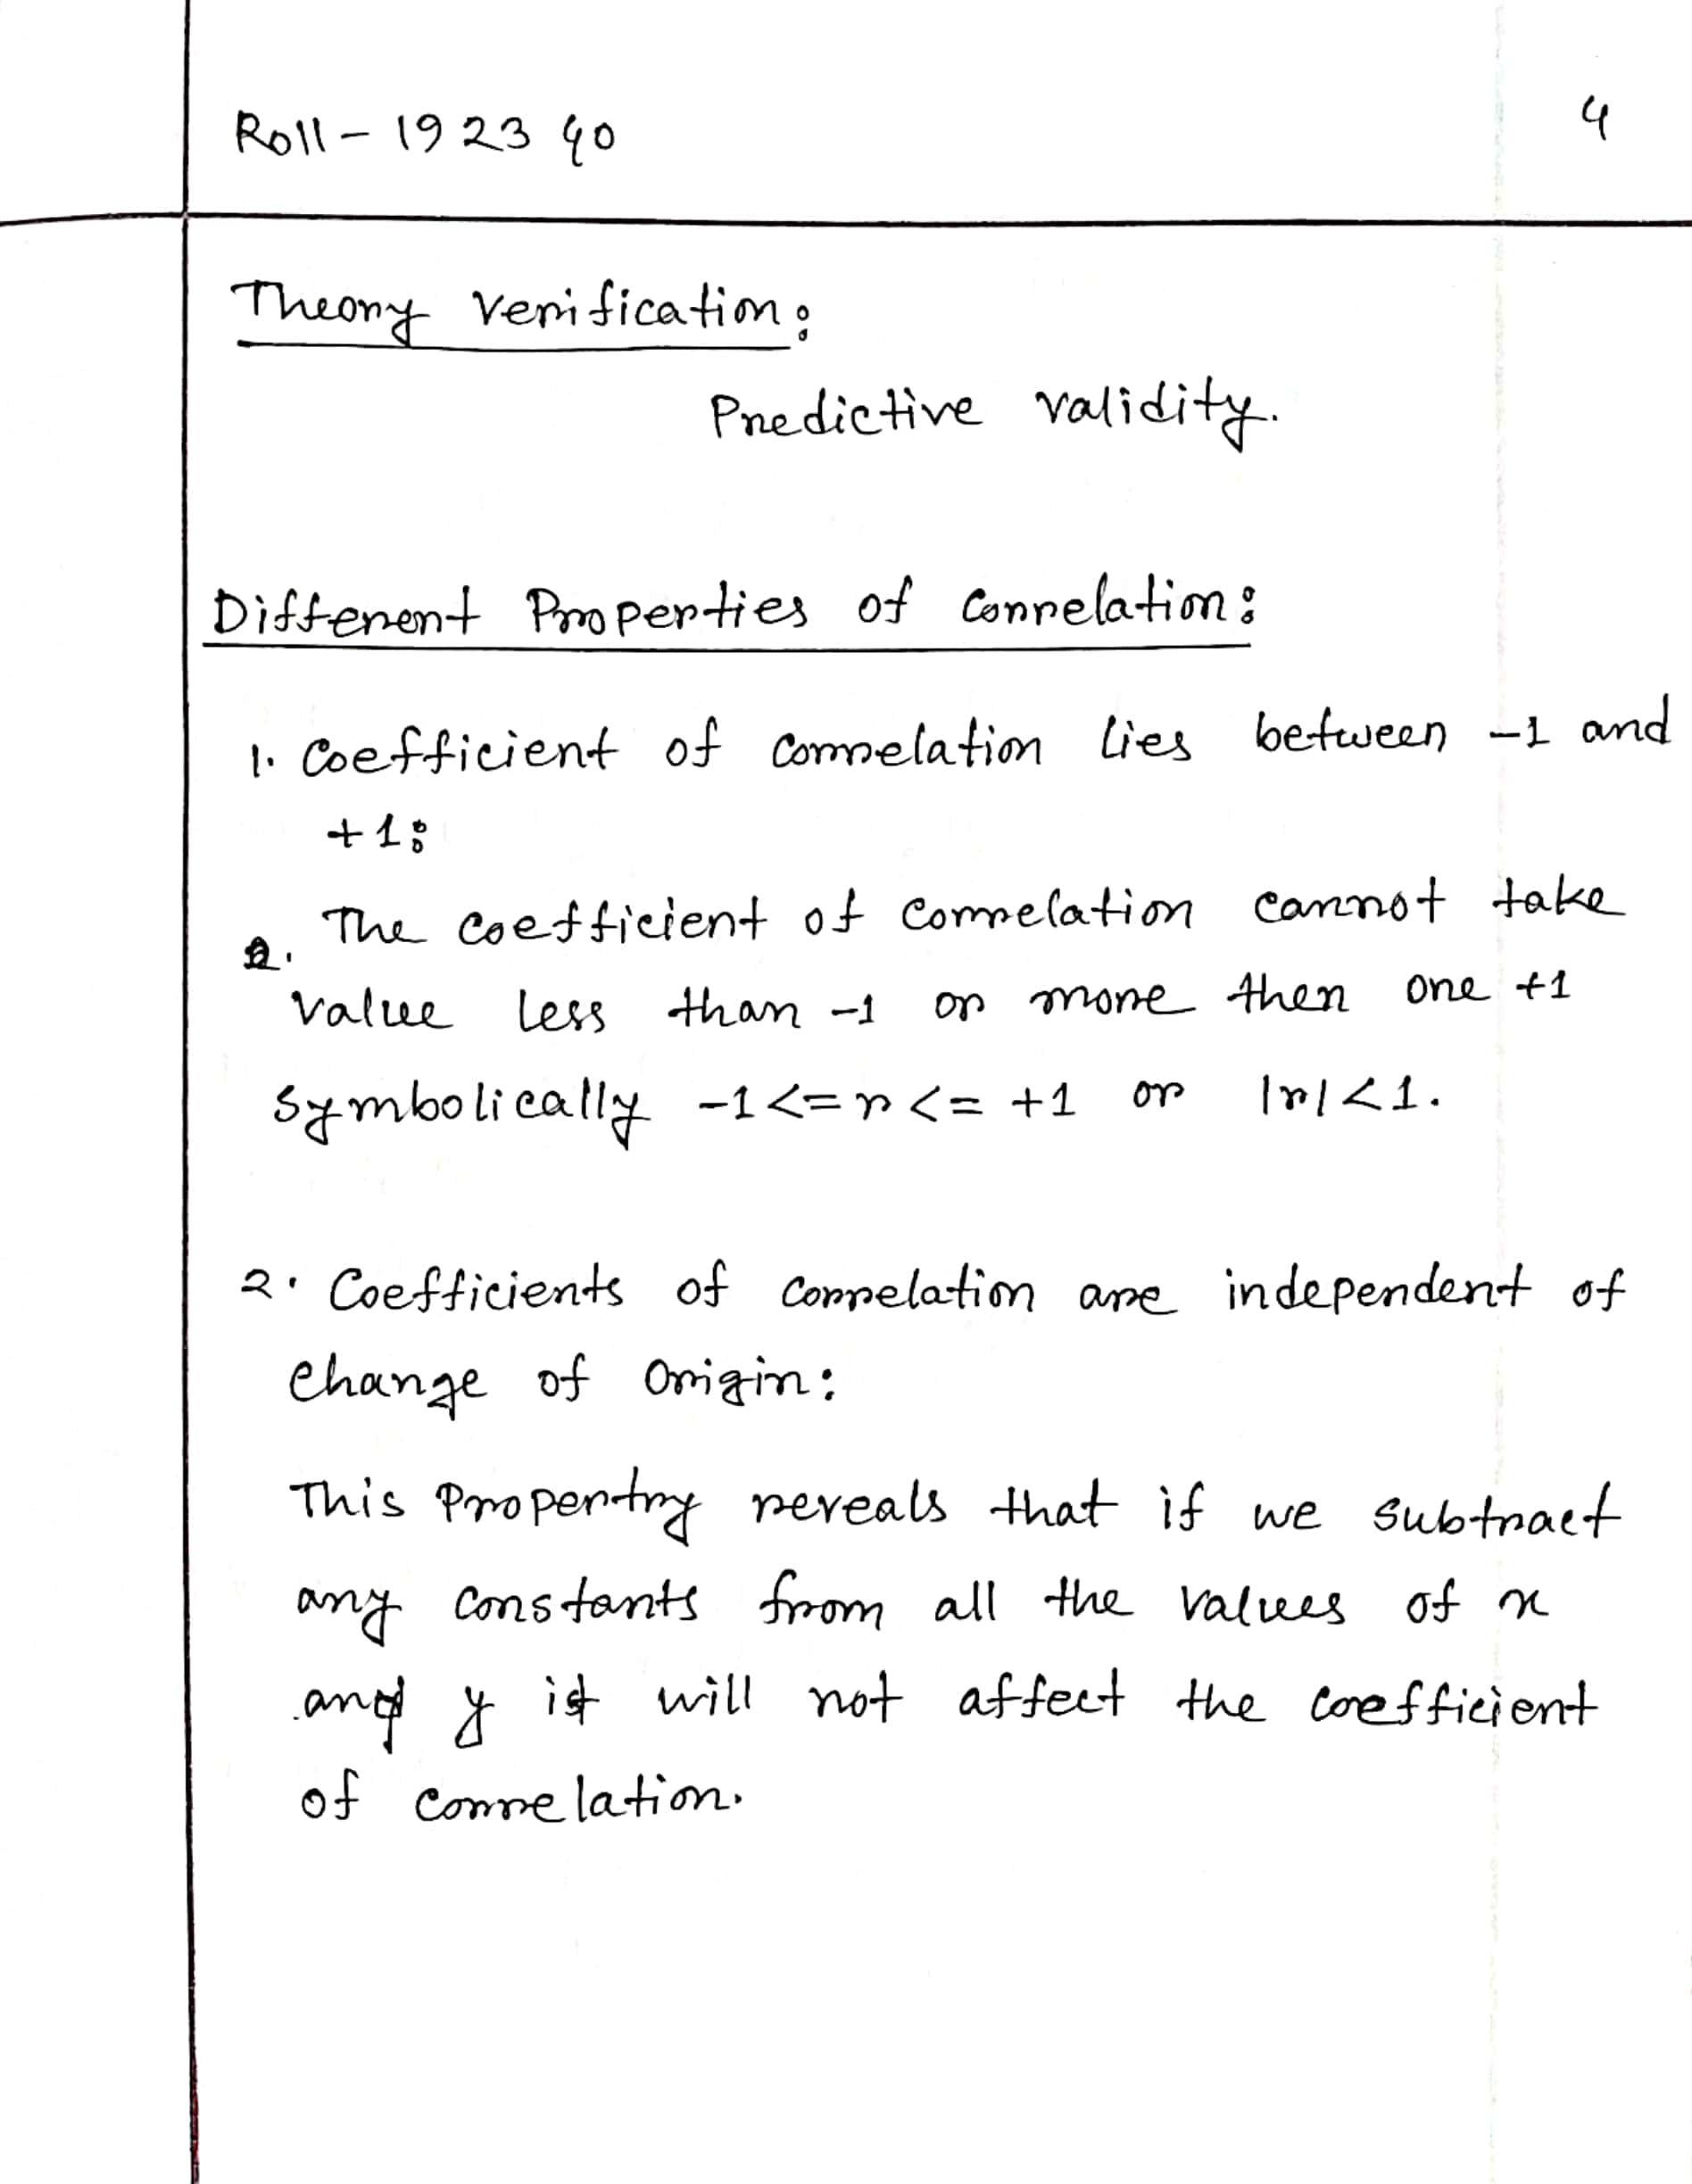 Roll - 192340
4
Theory verification:
Predictive validity.
Different Properties of Correlation:
1. Coefficient of Correlation lies between -1 and
+1:
The coefficient of correlation cannot take
value less than -1 or more then one +1
symbolically -1<=r<= +1 or |r|<1.
2. Coefficients of correlation are independent of
change of Origin:
This Propertry reveals that if we subtract
any constants from all the values of x
and y it will not affect the coefficient
of correlation.